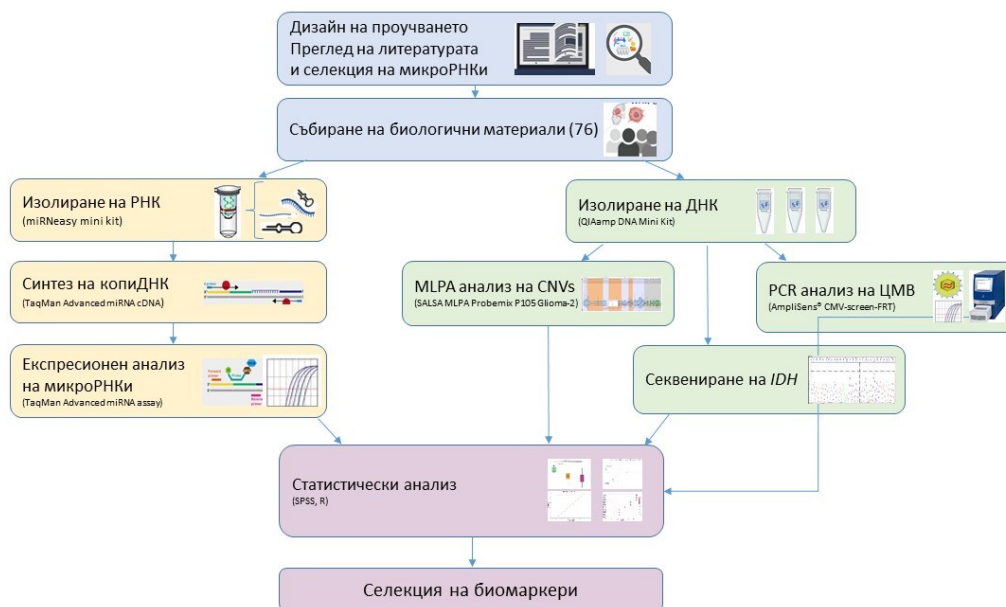 Дизайн на проучването
Преглед на литературата
и селекция на микроРНКи
Събиране на биологични материали (76)
Изолиране на РНК
(miRNeasy mini kit)
Изолиране на ДНК
(QIAamp DNA Mini Kit)
Синтез на копиДНК
(TaqMan Advanced miRNA cDNA)
MLPA анализ на CNVs
(SALSA MLPA Probemix P105 Glioma-2)
PCR анализ на ЦМВ
(AmpliSens® CMV-screen-FRT)
Експресионен анализ
на микроРНКи
(TaqMan Advanced miRNA assay)
Секвениране на IDH
Статистически анализ
(SPSS, R)
Селекция на биомаркери